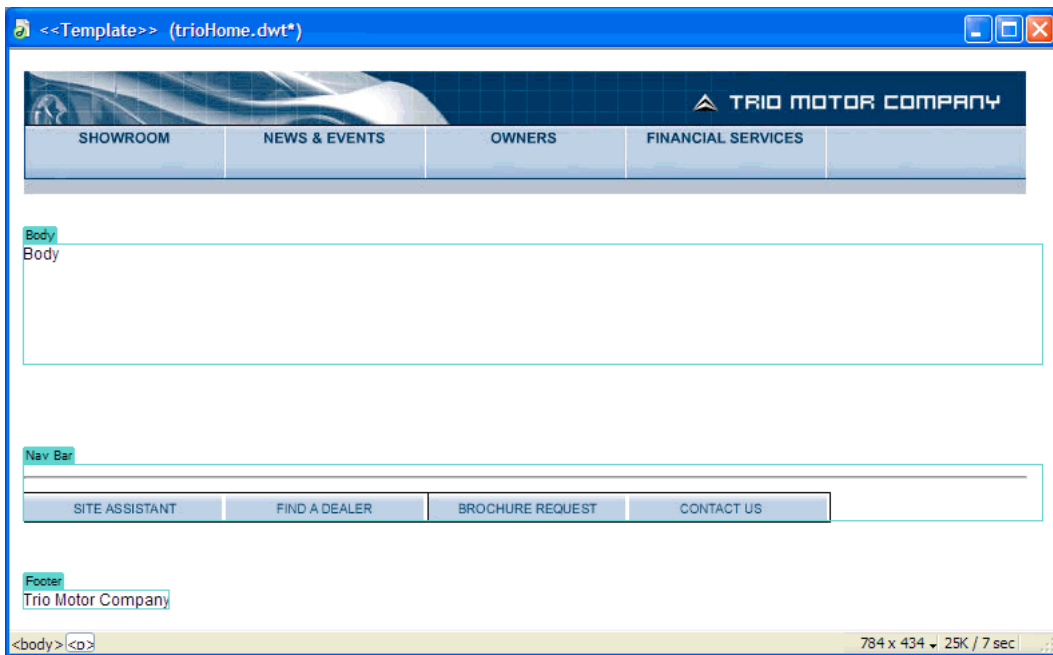 <<Template>> (trioHome.dwt*)
TRIO MOTOR COMPANY
SHOWROOM NEWS & EVENTS OWNERS FINANCIAL SERVICES
Body
Body
Nav Bar
SITE ASSISTANT FIND A DEALER BROCHURE REQUEST CONTACT US
Footer
Trio Motor Company
<body> <p> 784 x 434 25K / 7 sec